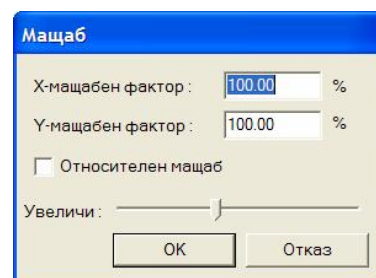 Мащаб
X-мащабен фактор : 100.00 %
Y-мащабен фактор : 100.00 %
Относителен мащаб
Увеличи :
OK Отказ